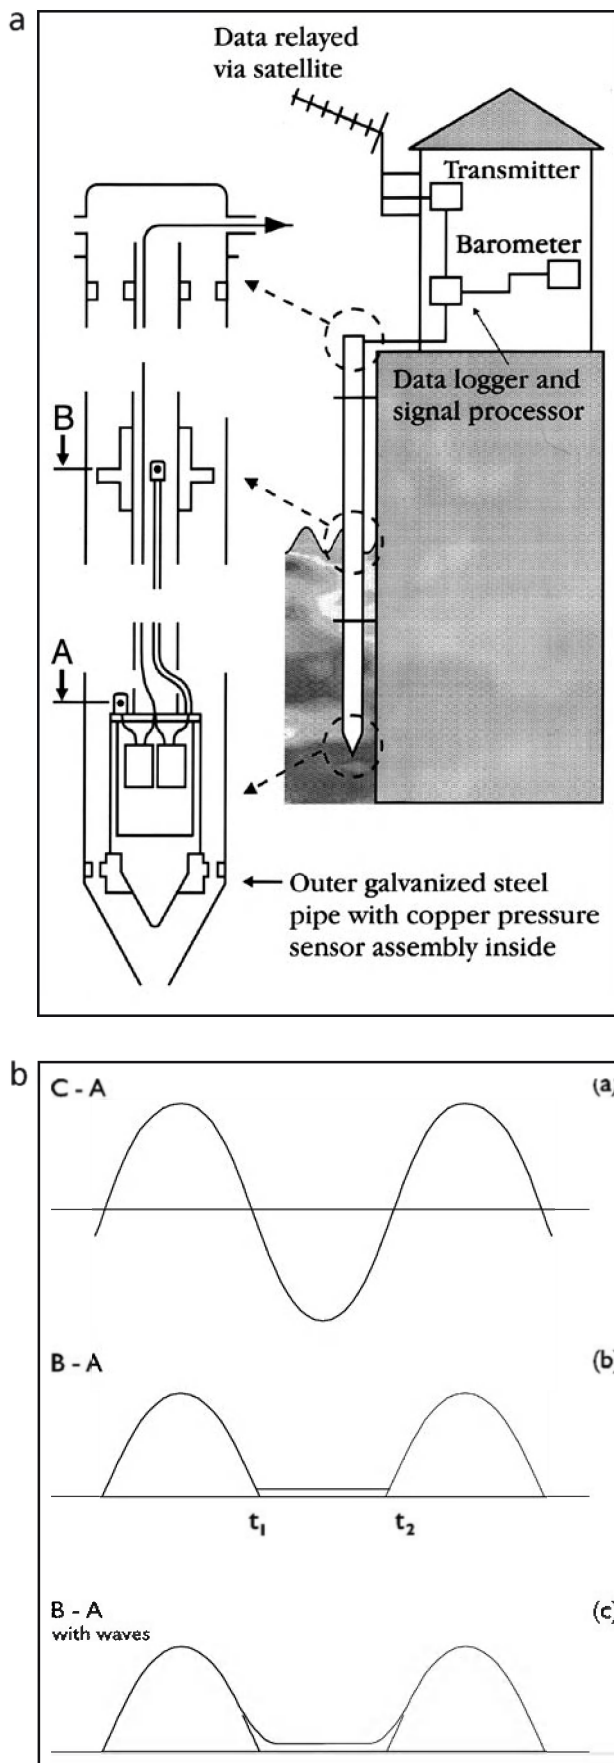 a
Data relayed
via satellite
Transmitter
Barometer
Data logger and
signal processor
B
A
Outer galvanized steel
pipe with copper pressure
sensor assembly inside
b
C - A
(a)
B - A
(b)
t₁ t₂
B - A
(c)
with waves